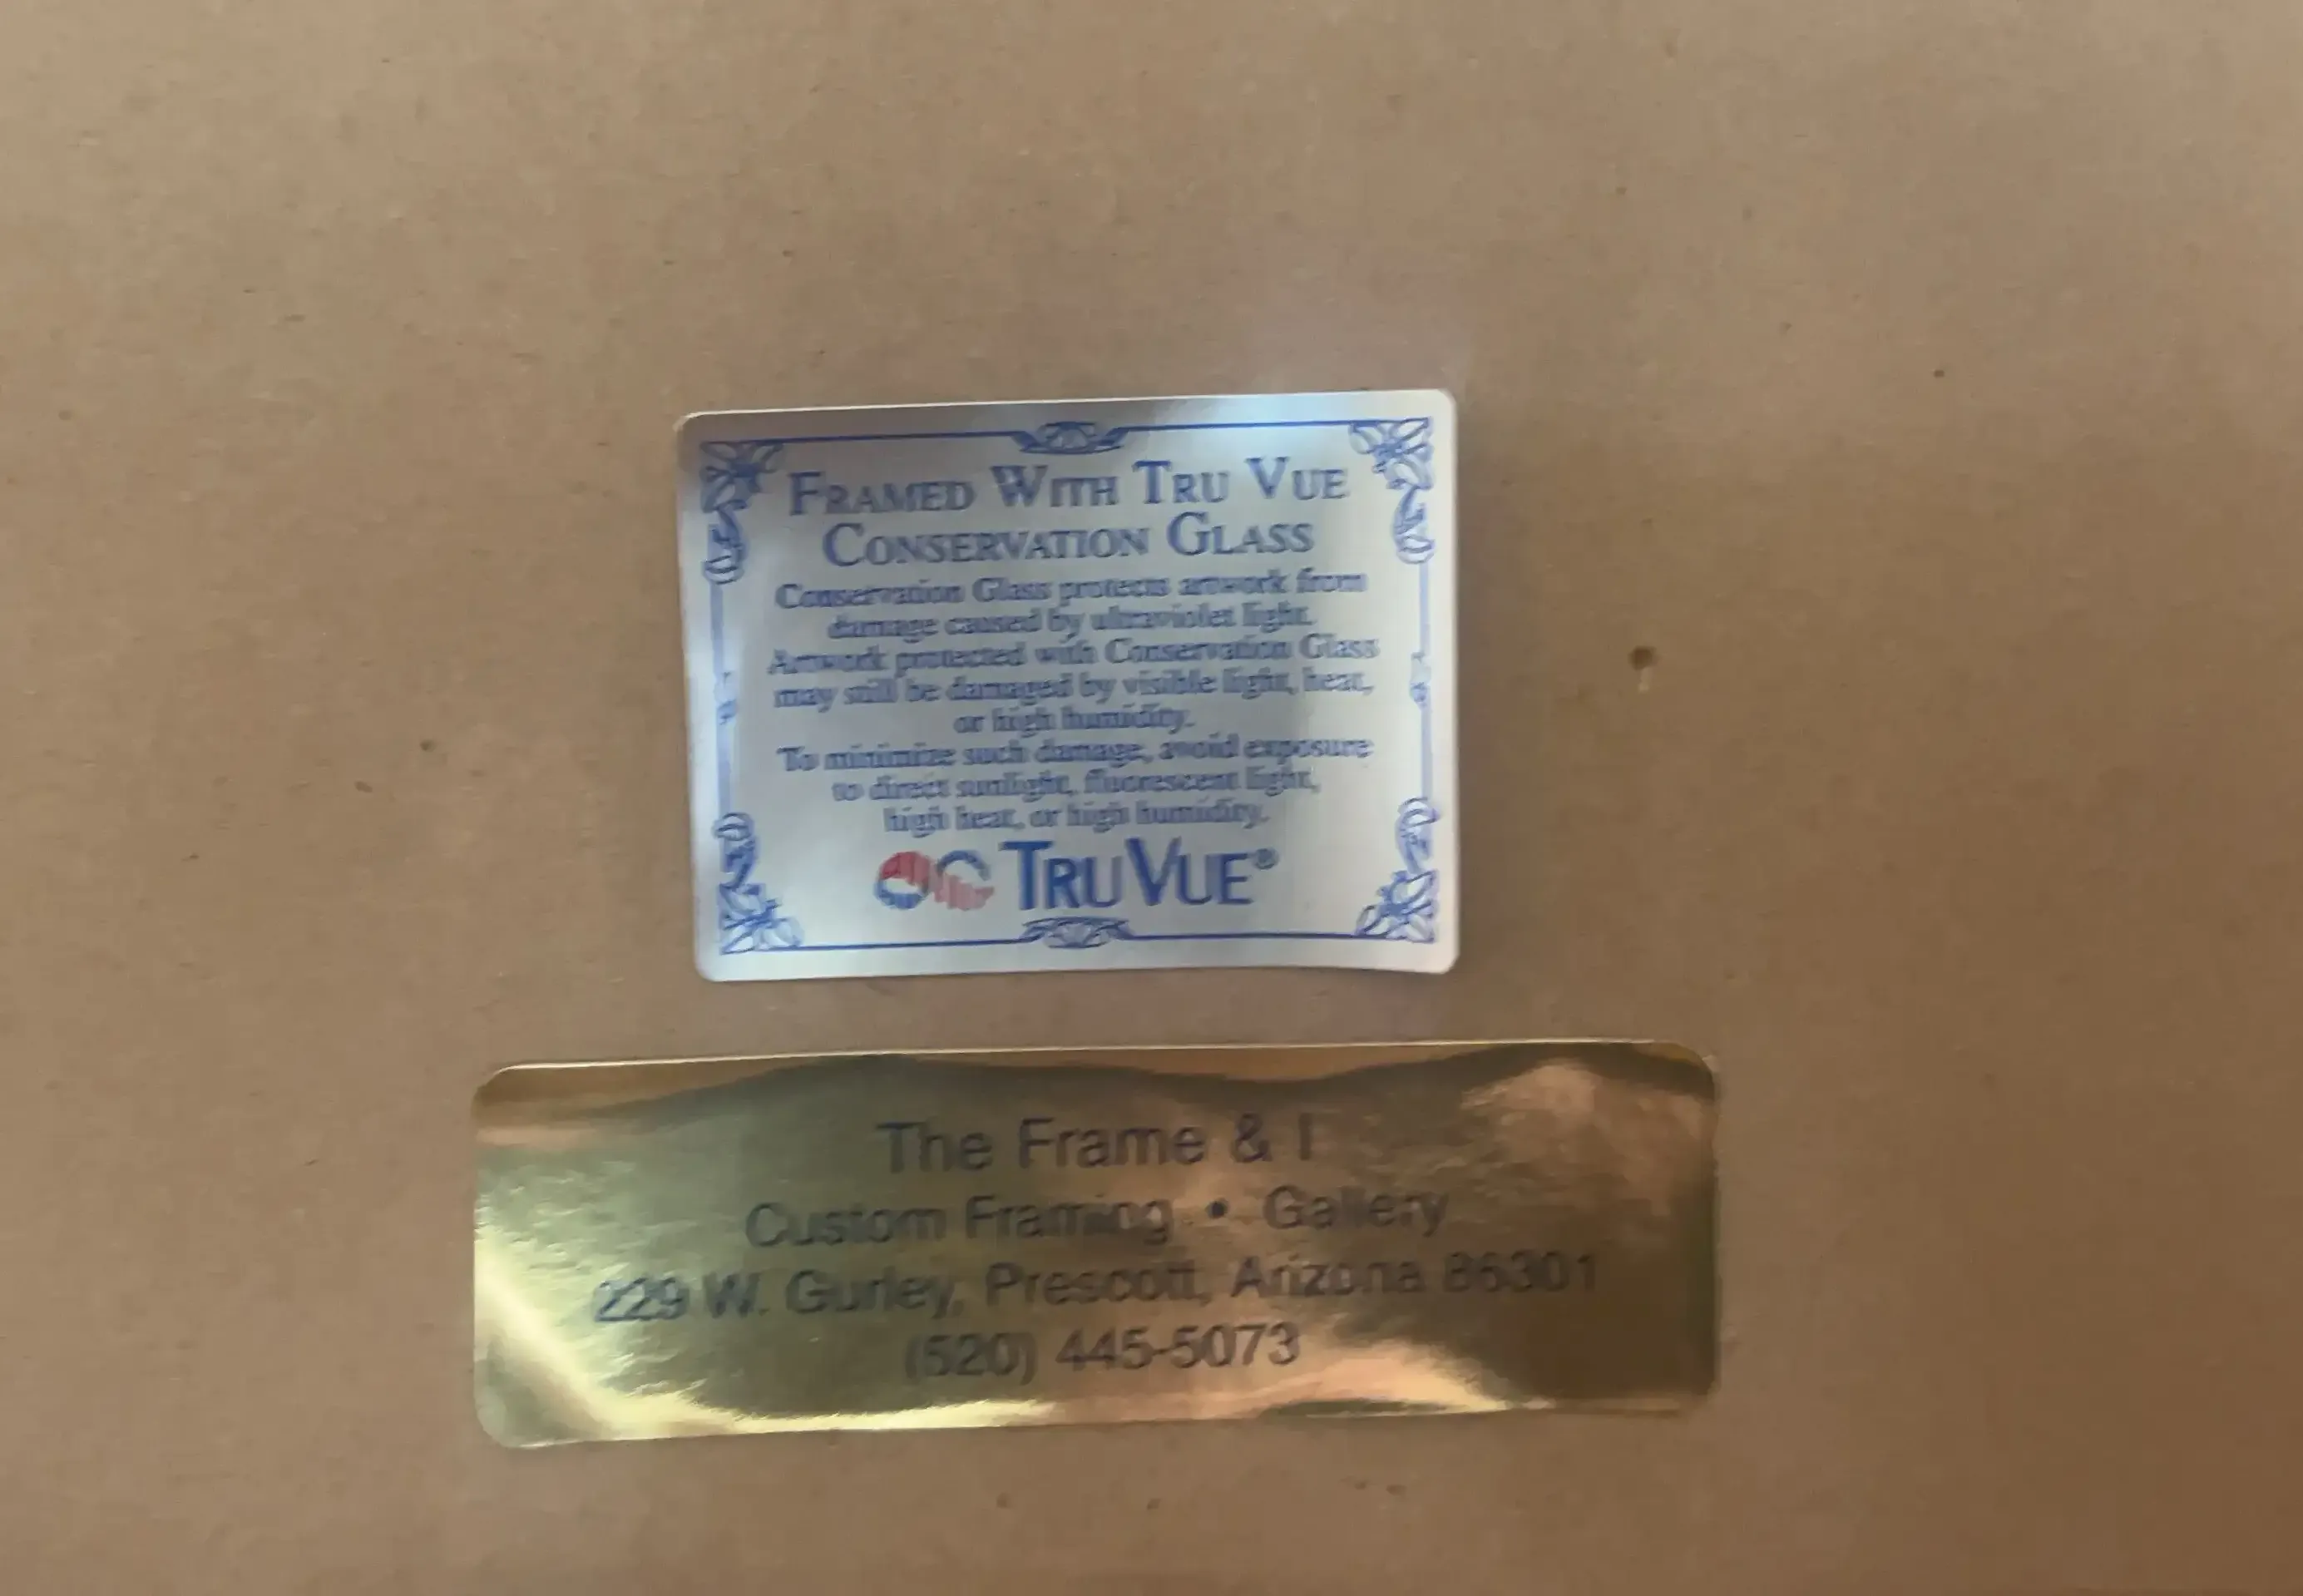 FRAMED WITH TRU VUE
CONSERVATION GLASS
Conservation Glass protects artwork from
damage caused by ultraviolet light.
Artwork protected with Conservation Glass
may still be damaged by visible light, heat,
or high humidity.
To minimize such damage, avoid exposure
to direct sunlight, fluorescent light,
high heat, or high humidity.
TRUVUE®
The Frame & I
Custom Framing • Gallery
229 W. Gurley, Prescott, Arizona 86301
(520) 445-5073